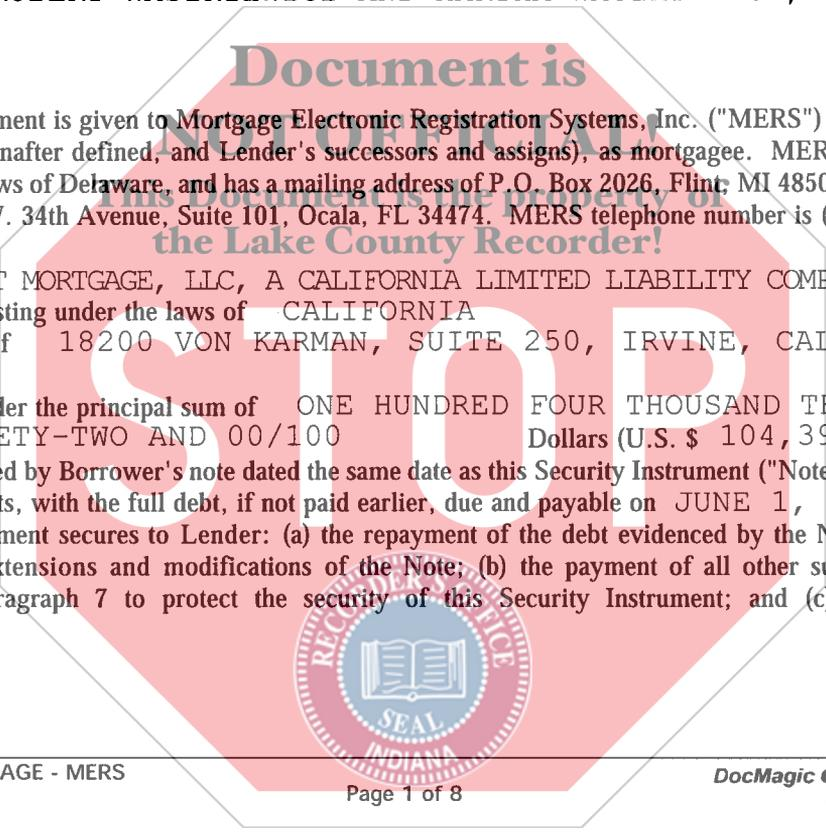 Document is
NOT OFFICIAL!
This Document is the property of
the Lake County Recorder!
STOP
ment is given to Mortgage Electronic Registration Systems, Inc. ("MERS")
nafter defined, and Lender's successors and assigns), as mortgagee. MER
ws of Delaware, and has a mailing address of P.O. Box 2026, Flint, MI 4850
. 34th Avenue, Suite 101, Ocala, FL 34474. MERS telephone number is (
T MORTGAGE, LLC, A CALIFORNIA LIMITED LIABILITY COMP
sting under the laws of CALIFORNIA
f 18200 VON KARMAN, SUITE 250, IRVINE, CAL
der the principal sum of ONE HUNDRED FOUR THOUSAND TH
ETY-TWO AND 00/100 Dollars (U.S. $ 104,39
ed by Borrower's note dated the same date as this Security Instrument ("Note
ts, with the full debt, if not paid earlier, due and payable on JUNE 1,
ment secures to Lender: (a) the repayment of the debt evidenced by the N
xtensions and modifications of the Note; (b) the payment of all other su
ragraph 7 to protect the security of this Security Instrument; and (c)
RECORDER'S OFFICE
SEAL
INDIANA
AGE - MERS
DocMagic
Page 1 of 8